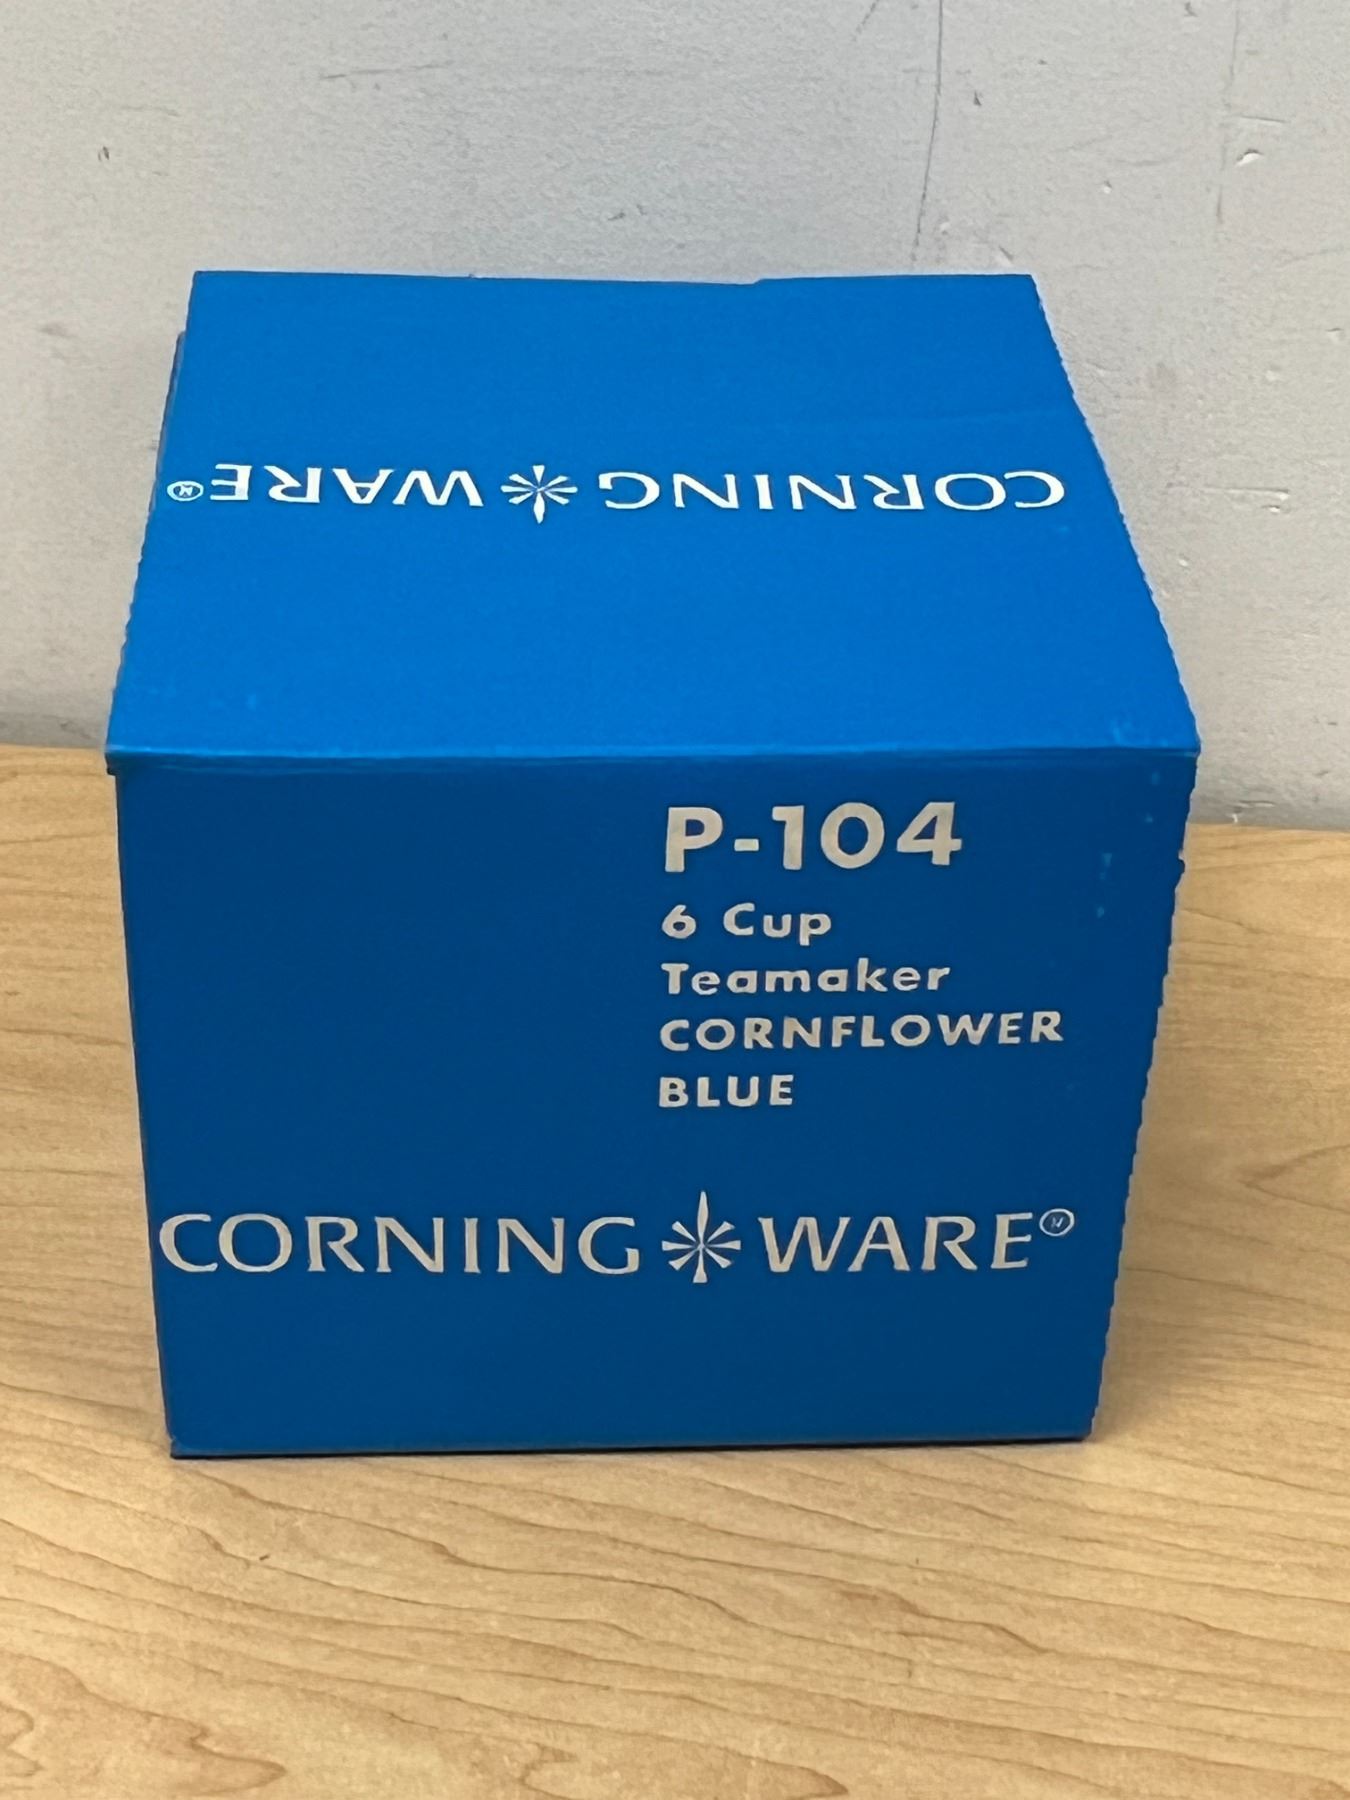 CORNING WARE®
P-104
6 Cup
Teamaker
CORNFLOWER
BLUE
CORNING WARE®